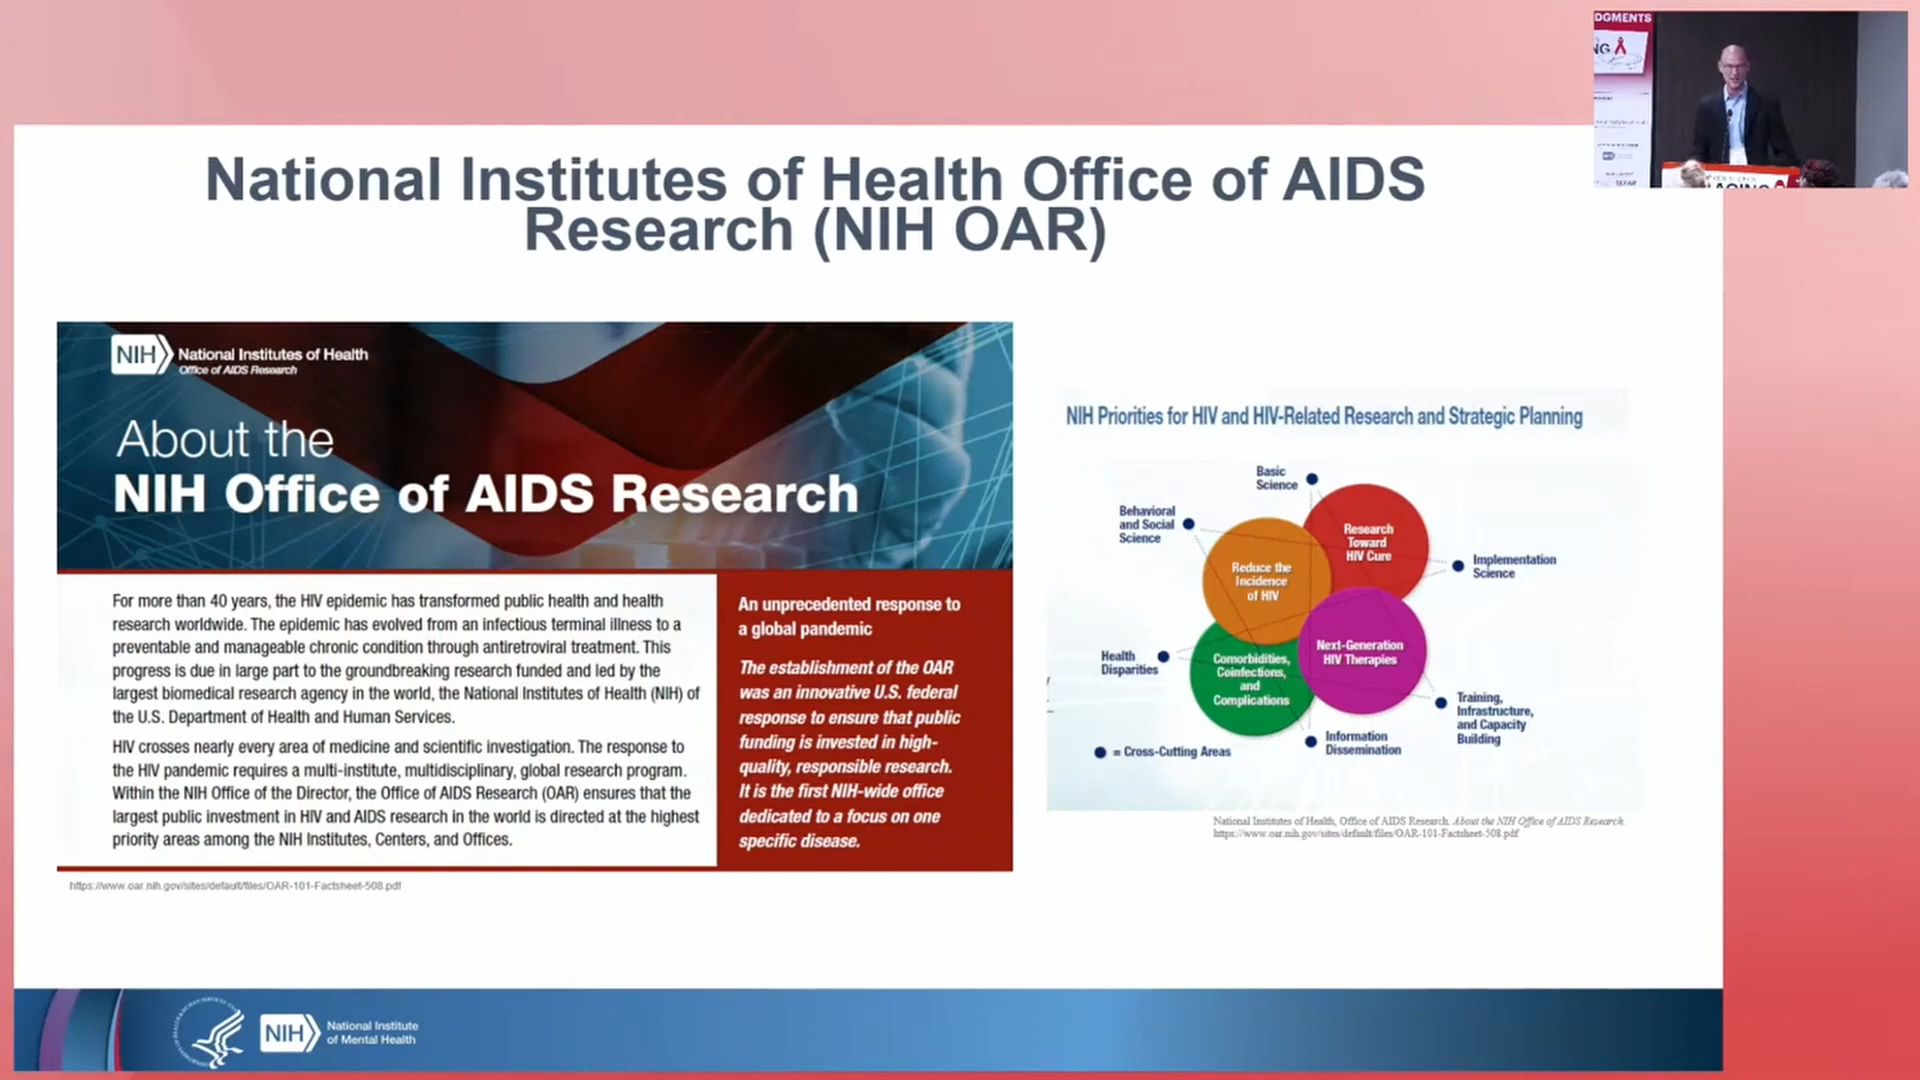 DGMENTS
National Institutes of Health Office of AIDS
Research (NIH OAR)
NIH
National Institutes of Health
Office of AIDS Research
About the
NIH Office of AIDS Research
For more than 40 years, the HIV epidemic has transformed public health and health
research worldwide. The epidemic has evolved from an infectious terminal illness to a
preventable and manageable chronic condition through antiretroviral treatment. This
progress is due in large part to the groundbreaking research funded and led by the
largest biomedical research agency in the world, the National Institutes of Health (NIH) of
the U.S. Department of Health and Human Services.
HIV crosses nearly every area of medicine and scientific investigation. The response to
the HIV pandemic requires a multi-institute, multidisciplinary, global research program.
Within the NIH Office of the Director, the Office of AIDS Research (OAR) ensures that the
largest public investment in HIV and AIDS research in the world is directed at the highest
priority areas among the NIH Institutes, Centers, and Offices.
An unprecedented response to
a global pandemic
The establishment of the OAR
was an innovative U.S. federal
response to ensure that public
funding is invested in high-
quality, responsible research.
It is the first NIH-wide office
dedicated to a focus on one
specific disease.
https://www.oar.nih.gov/sites/default/files/OAR-101-Factsheet-508.pdf
NIH Priorities for HIV and HIV-Related Research and Strategic Planning
Basic
Science
Behavioral
and Social
Science
Research
Toward
HIV Cure
Implementation
Science
Reduce the
Incidence
of HIV
Next-Generation
HIV Therapies
Health
Disparities
Comorbidities,
Coinfections,
and
Complications
Training,
Infrastructure,
and Capacity
Building
Information
Dissemination
= Cross-Cutting Areas
National Institutes of Health, Office of AIDS Research. About the NIH Office of AIDS Research.
https://www.oar.nih.gov/sites/default/files/OAR-101-Factsheet-508.pdf
NIH
National Institute
of Mental Health